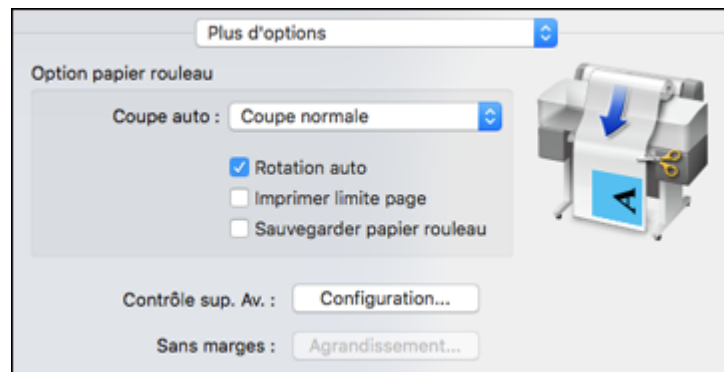 Plus d'options
Option papier rouleau
Coupe auto : Coupe normale
Rotation auto
Imprimer limite page
Sauvegarder papier rouleau
A
Contrôle sup. Av. : Configuration...
Sans marges : Agrandissement...